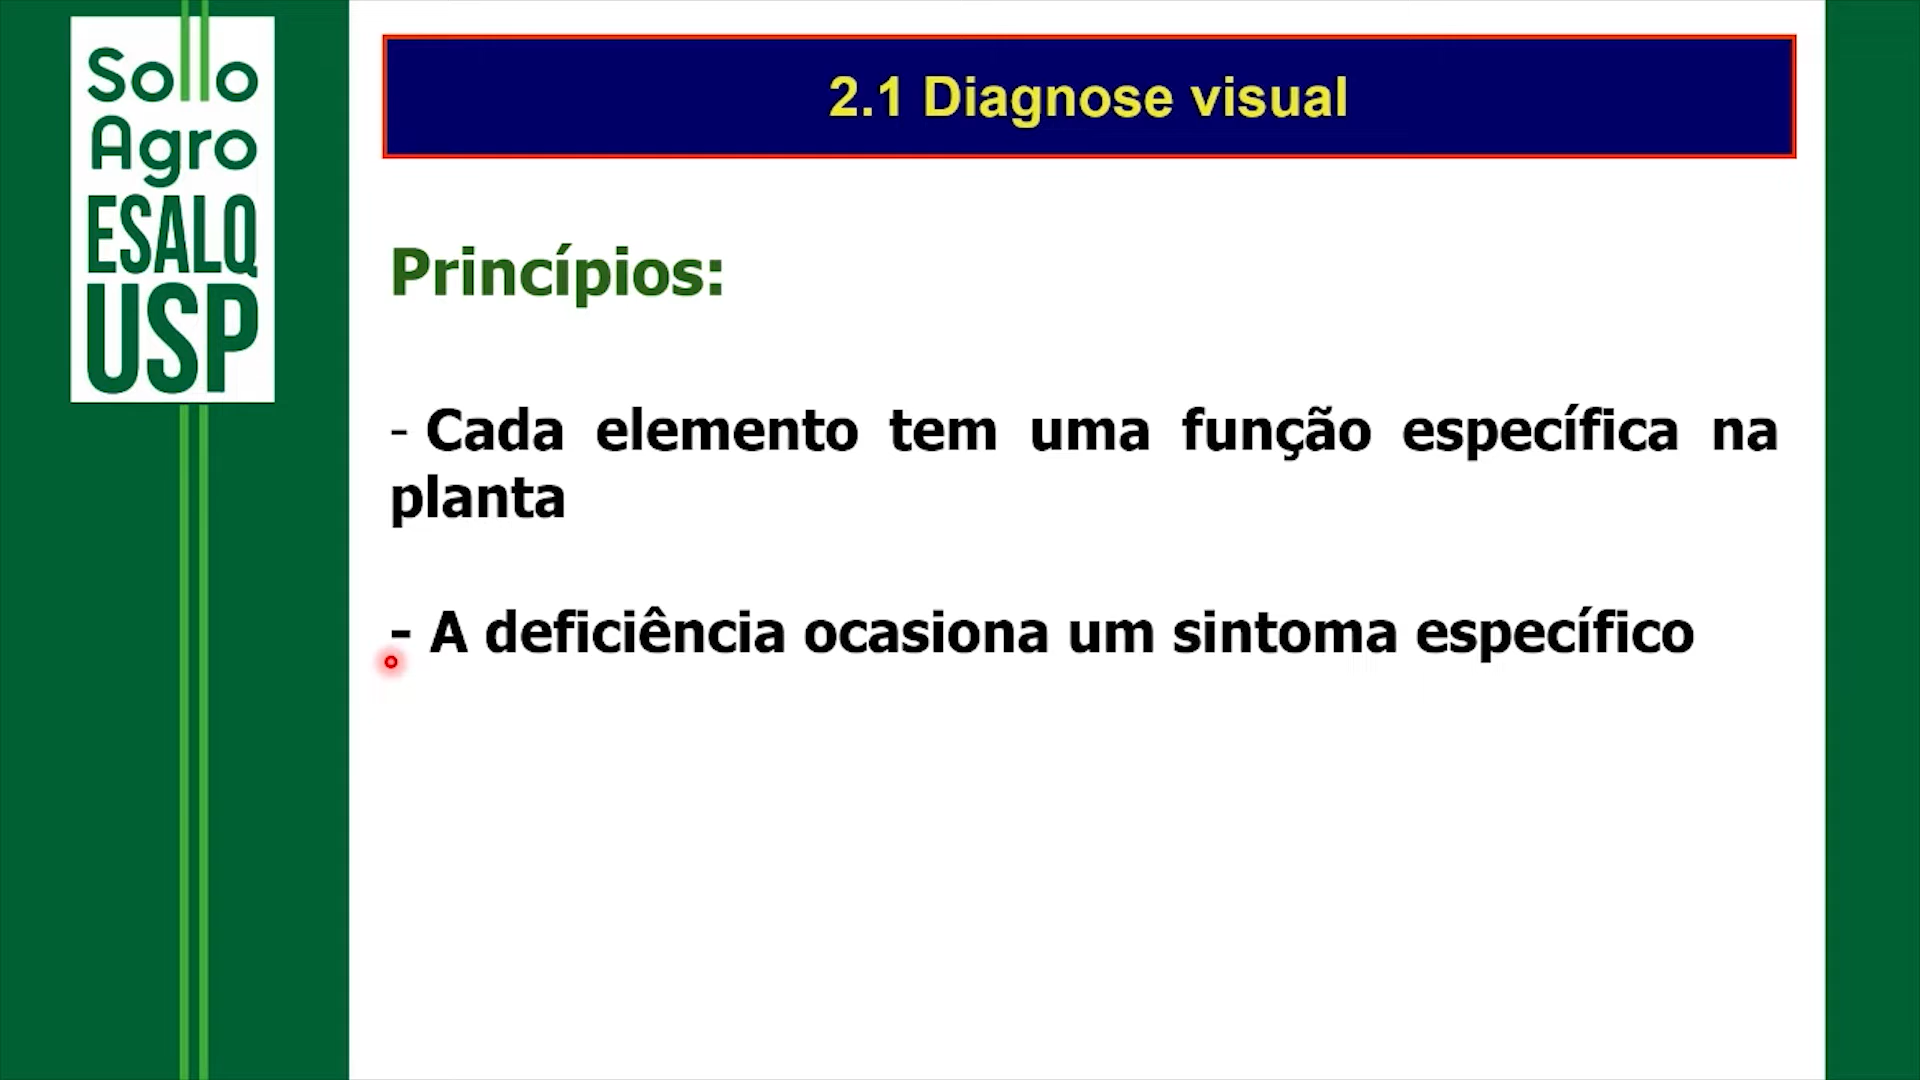 Sollo
Agro
ESALQ
USP
2.1 Diagnose visual
Princípios:
- Cada elemento tem uma função específica na
planta
- A deficiência ocasiona um sintoma específico